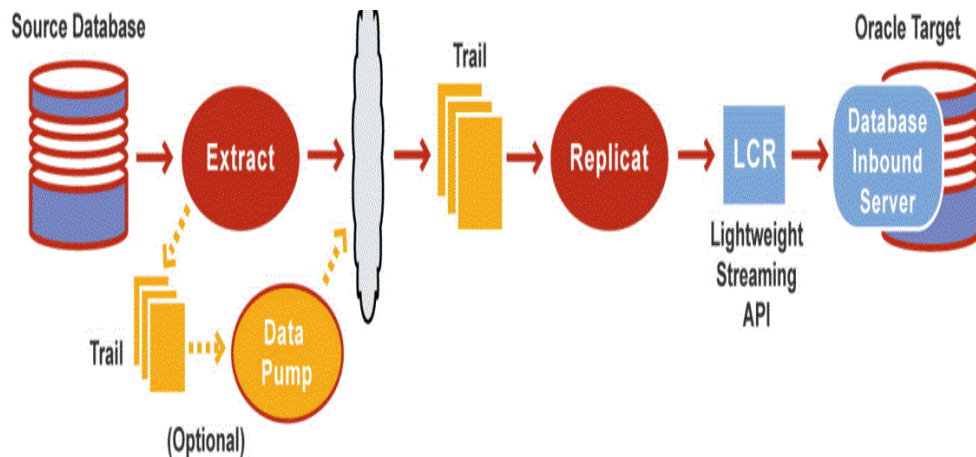 Source Database
Oracle Target
Trail
Extract
Replicat
LCR
Database
Inbound
Server
Lightweight
Streaming
API
Trail
Data
Pump
(Optional)